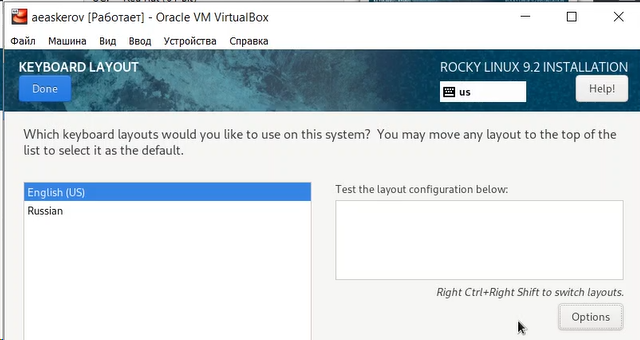 aeaskerov [Работает] - Oracle VM VirtualBox
Файл Машина Вид Ввод Устройства Справка
KEYBOARD LAYOUT
ROCKY LINUX 9.2 INSTALLATION
Done
us
Help!
Which keyboard layouts would you like to use on this system? You may move any layout to the top of the
list to select it as the default.
English (US)
Russian
Test the layout configuration below:
Right Ctrl+Right Shift to switch layouts.
Options